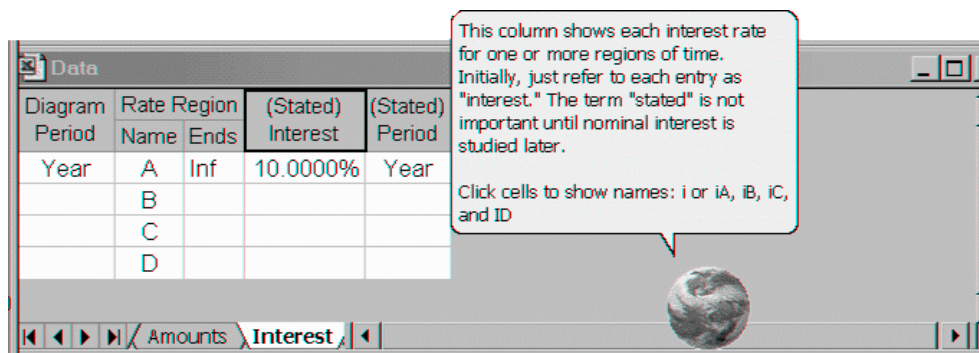 This column shows each interest rate
for one or more regions of time.
Initially, just refer to each entry as
"interest." The term "stated" is not
important until nominal interest is
studied later.
Click cells to show names: i or iA, iB, iC,
and ID
Data
Diagram Period Rate Region (Stated) Interest (Stated) Period
Name Ends
Year A Inf 10.0000% Year
B
C
D
Amounts Interest